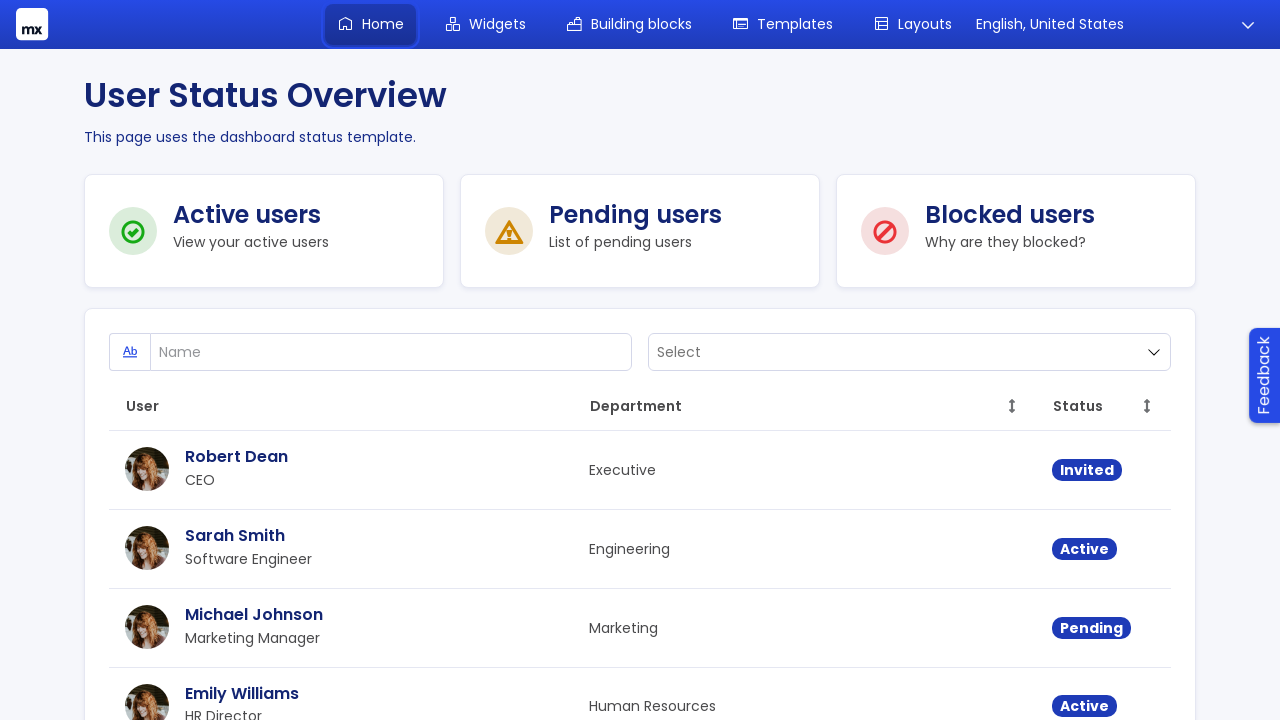 mx
Home
Widgets
Building blocks
Templates
Layouts
English, United States
User Status Overview
This page uses the dashboard status template.
Active users
View your active users
Pending users
List of pending users
Blocked users
Why are they blocked?
Ab
Name
Select
Feedback
User
Department
Status
Robert Dean
CEO
Executive
Invited
Sarah Smith
Software Engineer
Engineering
Active
Michael Johnson
Marketing Manager
Marketing
Pending
Emily Williams
HR Director
Human Resources
Active